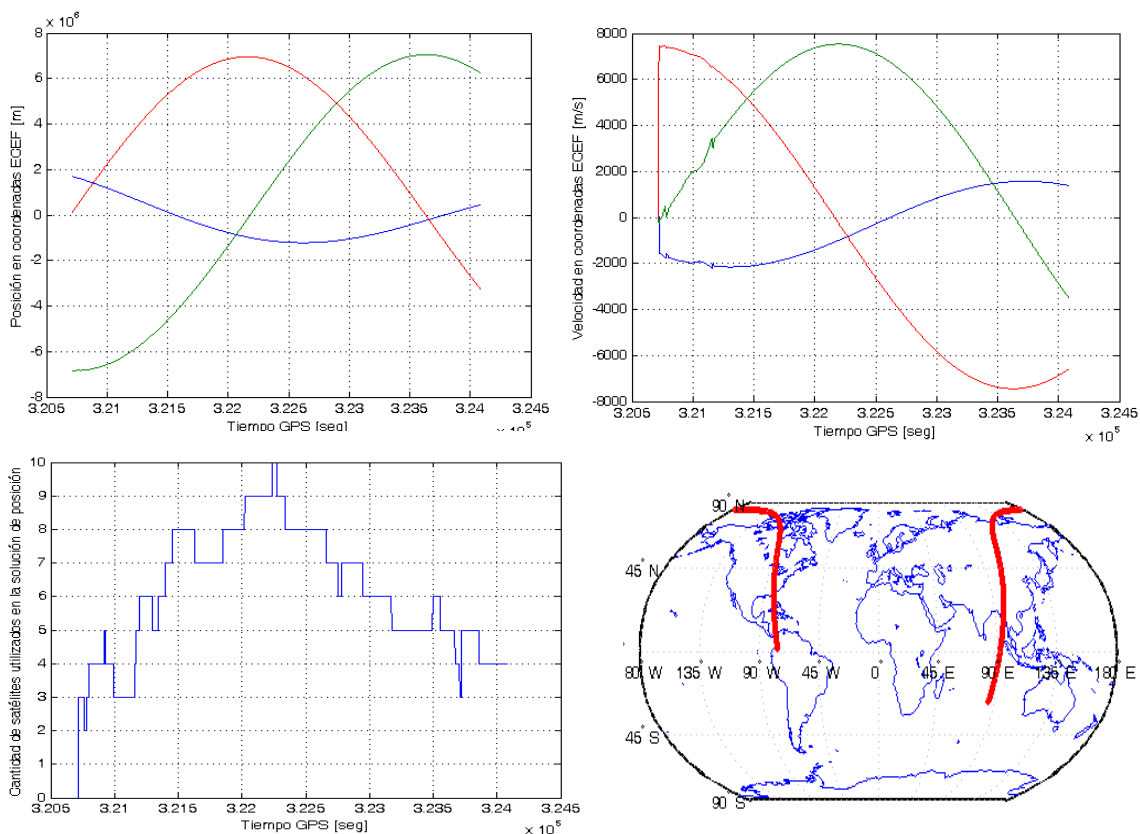 x 10^6
8
6
4
2
0
-2
-4
-6
-8
Posición en coordenadas ECEF [m]
3.205 3.21 3.215 3.22 3.225 3.23 3.235 3.24 3.245
Tiempo GPS [seg]
x 10^5
8000
6000
4000
2000
0
-2000
-4000
-6000
-8000
Velocidad en coordenadas ECEF [m/s]
3.205 3.21 3.215 3.22 3.225 3.23 3.235 3.24 3.245
Tiempo GPS [seg]
x 10^5
10
9
8
7
6
5
4
3
2
1
0
Cantidad de satélites utilizados en la solución de posición
3.205 3.21 3.215 3.22 3.225 3.23 3.235 3.24 3.245
Tiempo GPS [seg]
x 10^5
90° N
45° N
180° W 135° W 90° W 45° W 0° 45° E 90° E 135° E 180° E
45° S
90° S